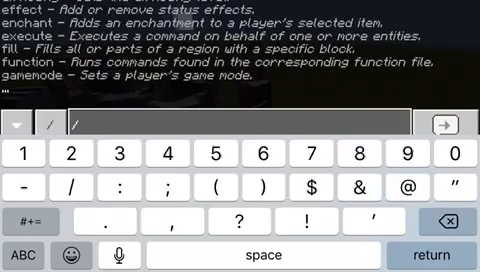 effect – Add or remove status effects.
enchant – Adds an enchantment to a player's selected item.
execute – Executes a command on behalf of one or more entities.
fill – Fills all or parts of a region with a specific block.
function – Runs commands found in the corresponding function file.
gamemode – Sets a player's game mode.
...
/ /
1 2 3 4 5 6 7 8 9 0
- / : ; ( ) $ & @ "
#+= . , ? ! '
ABC space return